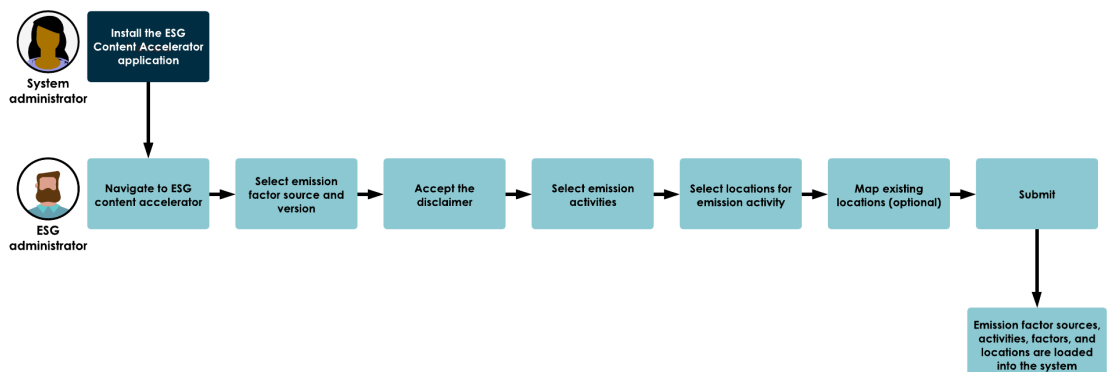 Install the ESG
Content Accelerator
application
System
administrator
Navigate to ESG
content accelerator
Select emission
factor source and
version
Accept the
disclaimer
Select emission
activities
Select locations for
emission activity
Map existing
locations (optional)
Submit
ESG
administrator
Emission factor sources,
activities, factors, and
locations are loaded
into the system